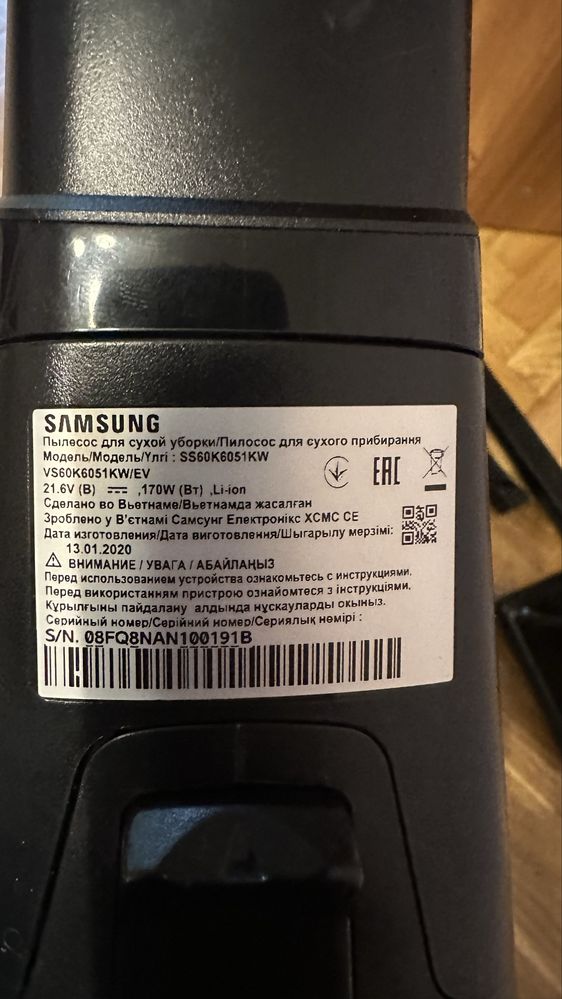 SAMSUNG
Пылесос для сухой уборки/Пилосос для сухого прибирання
Модель/Модель/Үлгі : SS60K6051KW
VS60K6051KW/EV
21.6V (В) ⎓ ,170W (Вт) ,Li-ion
Сделано во Вьетнаме/Вьетнамда жасалған
Зроблено у В'єтнамі Самсунг Електронікс ХСМС СЕ
Дата изготовления/Дата виготовлення/Шығарылу мерзімі:
13.01.2020
EAC
⚠ ВНИМАНИЕ / УВАГА / АБАЙЛАҢЫЗ
Перед использованием устройства ознакомьтесь с инструкциями.
Перед використанням пристрою ознайомтеся з інструкціями.
Құрылғыны пайдалану алдында нұсқауларды окыныз.
Серийный номер/Серійний номер/Сериялық нөмірі :
S/N. 08FQ8NAN100191B